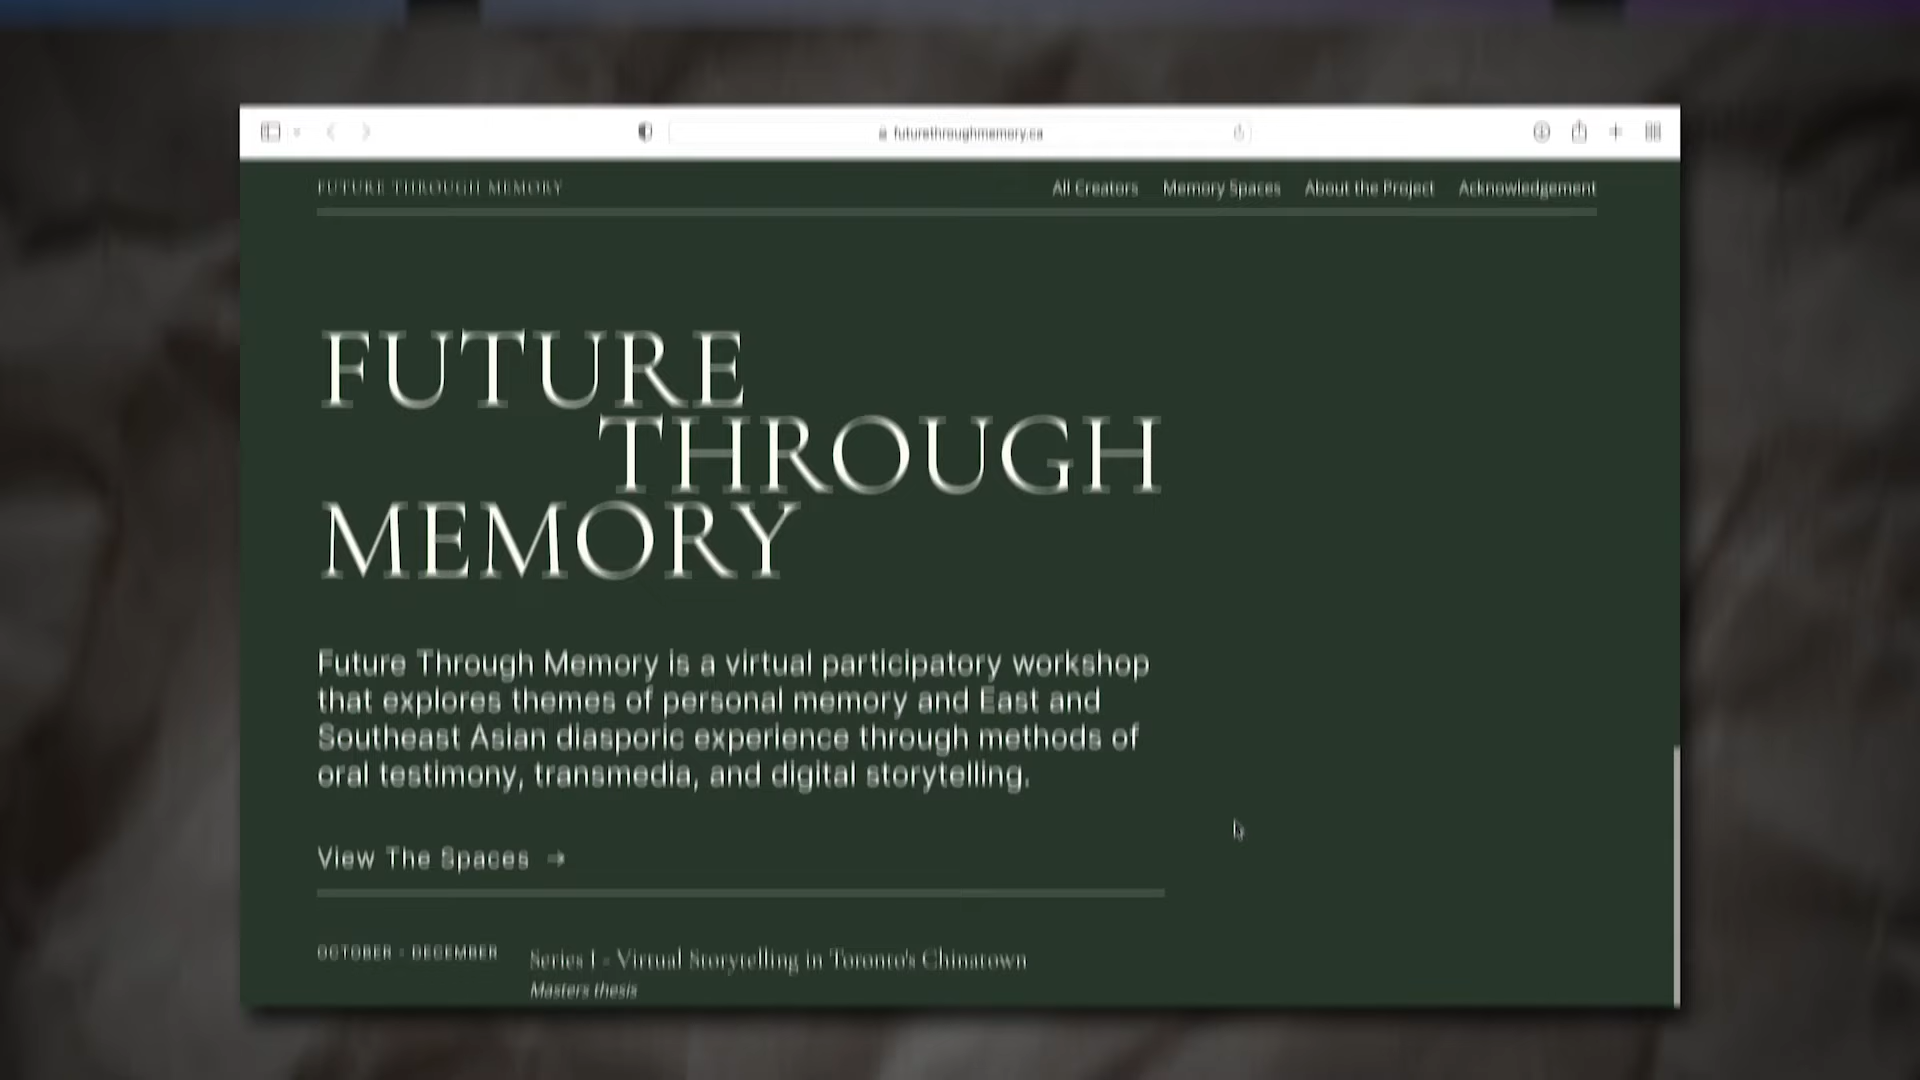 futurethroughmemory.ca
FUTURE THROUGH MEMORY
All Creators Memory Spaces About the Project Acknowledgement
FUTURE
THROUGH
MEMORY
Future Through Memory is a virtual participatory workshop
that explores themes of personal memory and East and
Southeast Asian diasporic experience through methods of
oral testimony, transmedia, and digital storytelling.
View The Spaces →
OCTOBER - DECEMBER
Series I - Virtual Storytelling in Toronto's Chinatown
Masters thesis